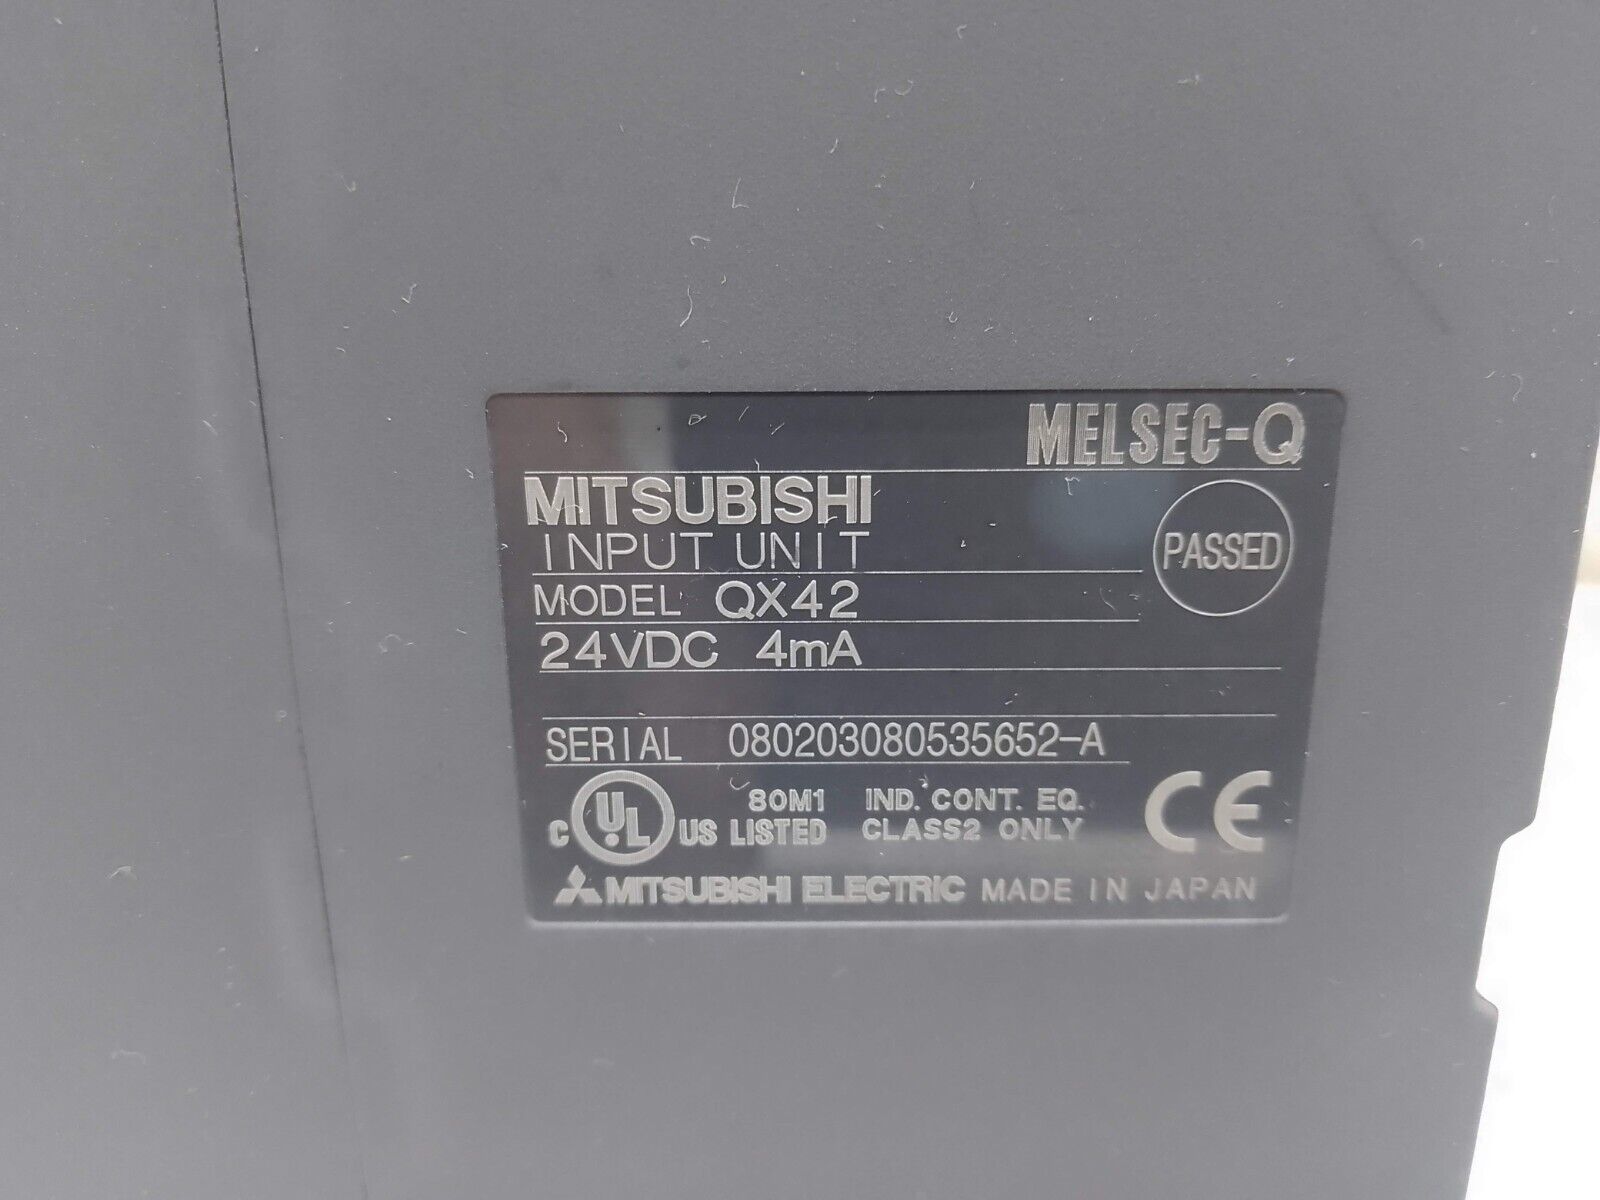 MELSEC-Q
MITSUBISHI
INPUT UNIT
PASSED
MODEL QX42
24VDC 4mA
SERIAL 080203080535652-A
C UL US 80M1 LISTED IND. CONT. EQ. CLASS2 ONLY CE
MITSUBISHI ELECTRIC MADE IN JAPAN